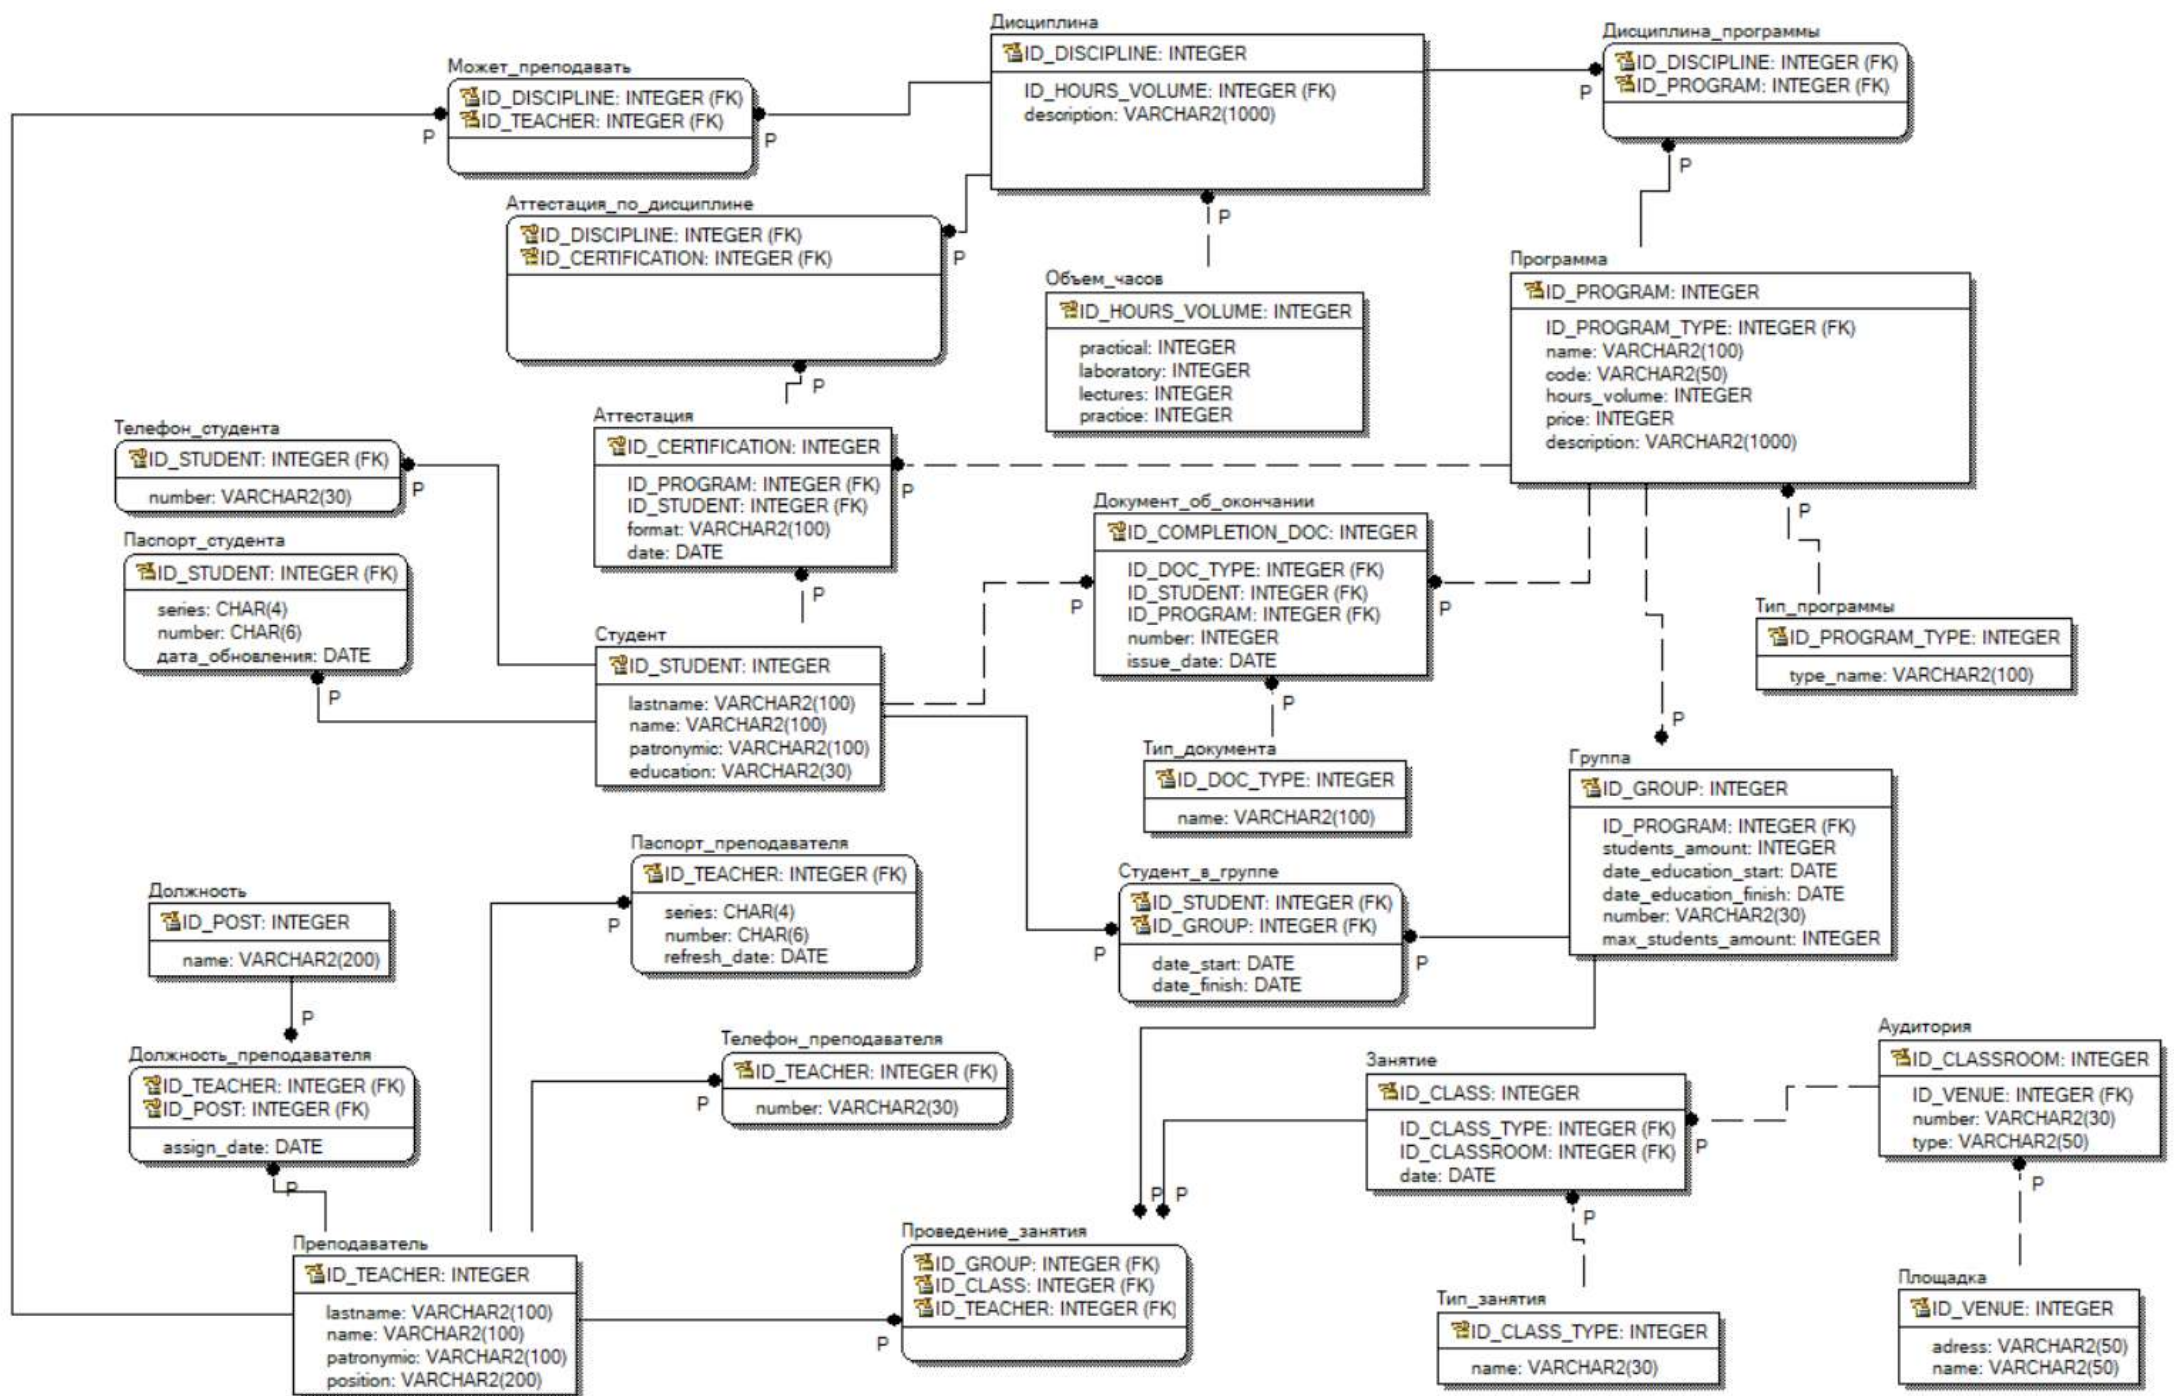 Дисциплина
ID_DISCIPLINE: INTEGER
ID_HOURS_VOLUME: INTEGER (FK)
description: VARCHAR2(1000)
Дисциплина_программы
ID_DISCIPLINE: INTEGER (FK)
ID_PROGRAM: INTEGER (FK)
P
P
Может_преподавать
ID_DISCIPLINE: INTEGER (FK)
ID_TEACHER: INTEGER (FK)
P
P
Аттестация_по_дисциплине
ID_DISCIPLINE: INTEGER (FK)
ID_CERTIFICATION: INTEGER (FK)
P
P
P
Объем_часов
ID_HOURS_VOLUME: INTEGER
practical: INTEGER
laboratory: INTEGER
lectures: INTEGER
practice: INTEGER
Программа
ID_PROGRAM: INTEGER
ID_PROGRAM_TYPE: INTEGER (FK)
name: VARCHAR2(100)
code: VARCHAR2(50)
hours_volume: INTEGER
price: INTEGER
description: VARCHAR2(1000)
P
Телефон_студента
ID_STUDENT: INTEGER (FK)
number: VARCHAR2(30)
P
Аттестация
ID_CERTIFICATION: INTEGER
ID_PROGRAM: INTEGER (FK)
ID_STUDENT: INTEGER (FK)
format: VARCHAR2(100)
date: DATE
P
P
Документ_об_окончании
ID_COMPLETION_DOC: INTEGER
ID_DOC_TYPE: INTEGER (FK)
ID_STUDENT: INTEGER (FK)
ID_PROGRAM: INTEGER (FK)
number: INTEGER
issue_date: DATE
P
P
P
Паспорт_студента
ID_STUDENT: INTEGER (FK)
series: CHAR(4)
number: CHAR(6)
дата_обновления: DATE
P
Тип_программы
ID_PROGRAM_TYPE: INTEGER
type_name: VARCHAR2(100)
Студент
ID_STUDENT: INTEGER
lastname: VARCHAR2(100)
name: VARCHAR2(100)
patronymic: VARCHAR2(100)
education: VARCHAR2(30)
Тип_документа
ID_DOC_TYPE: INTEGER
name: VARCHAR2(100)
P
Группа
ID_GROUP: INTEGER
ID_PROGRAM: INTEGER (FK)
students_amount: INTEGER
date_education_start: DATE
date_education_finish: DATE
number: VARCHAR2(30)
max_students_amount: INTEGER
Паспорт_преподавателя
ID_TEACHER: INTEGER (FK)
series: CHAR(4)
number: CHAR(6)
refresh_date: DATE
P
Студент_в_группе
ID_STUDENT: INTEGER (FK)
ID_GROUP: INTEGER (FK)
date_start: DATE
date_finish: DATE
P
P
Должность
ID_POST: INTEGER
name: VARCHAR2(200)
P
Должность_преподавателя
ID_TEACHER: INTEGER (FK)
ID_POST: INTEGER (FK)
assign_date: DATE
P
Телефон_преподавателя
ID_TEACHER: INTEGER (FK)
number: VARCHAR2(30)
P
Занятие
ID_CLASS: INTEGER
ID_CLASS_TYPE: INTEGER (FK)
ID_CLASSROOM: INTEGER (FK)
date: DATE
P
P
Аудитория
ID_CLASSROOM: INTEGER
ID_VENUE: INTEGER (FK)
number: VARCHAR2(30)
type: VARCHAR2(50)
P
P P
Преподаватель
ID_TEACHER: INTEGER
lastname: VARCHAR2(100)
name: VARCHAR2(100)
patronymic: VARCHAR2(100)
position: VARCHAR2(200)
Проведение_занятия
ID_GROUP: INTEGER (FK)
ID_CLASS: INTEGER (FK)
ID_TEACHER: INTEGER (FK)
P
Тип_занятия
ID_CLASS_TYPE: INTEGER
name: VARCHAR2(30)
Площадка
ID_VENUE: INTEGER
adress: VARCHAR2(50)
name: VARCHAR2(50)